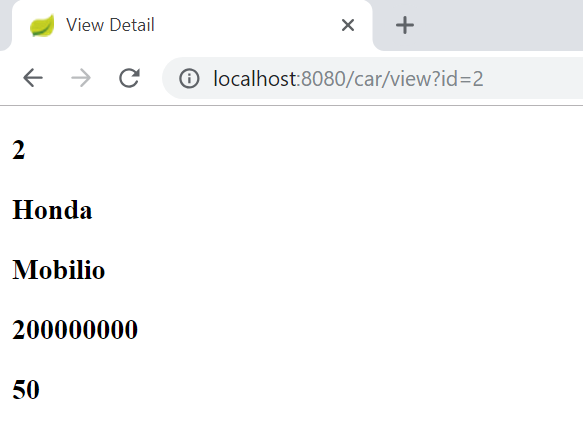 View Detail
localhost:8080/car/view?id=2
2
Honda
Mobilio
200000000
50